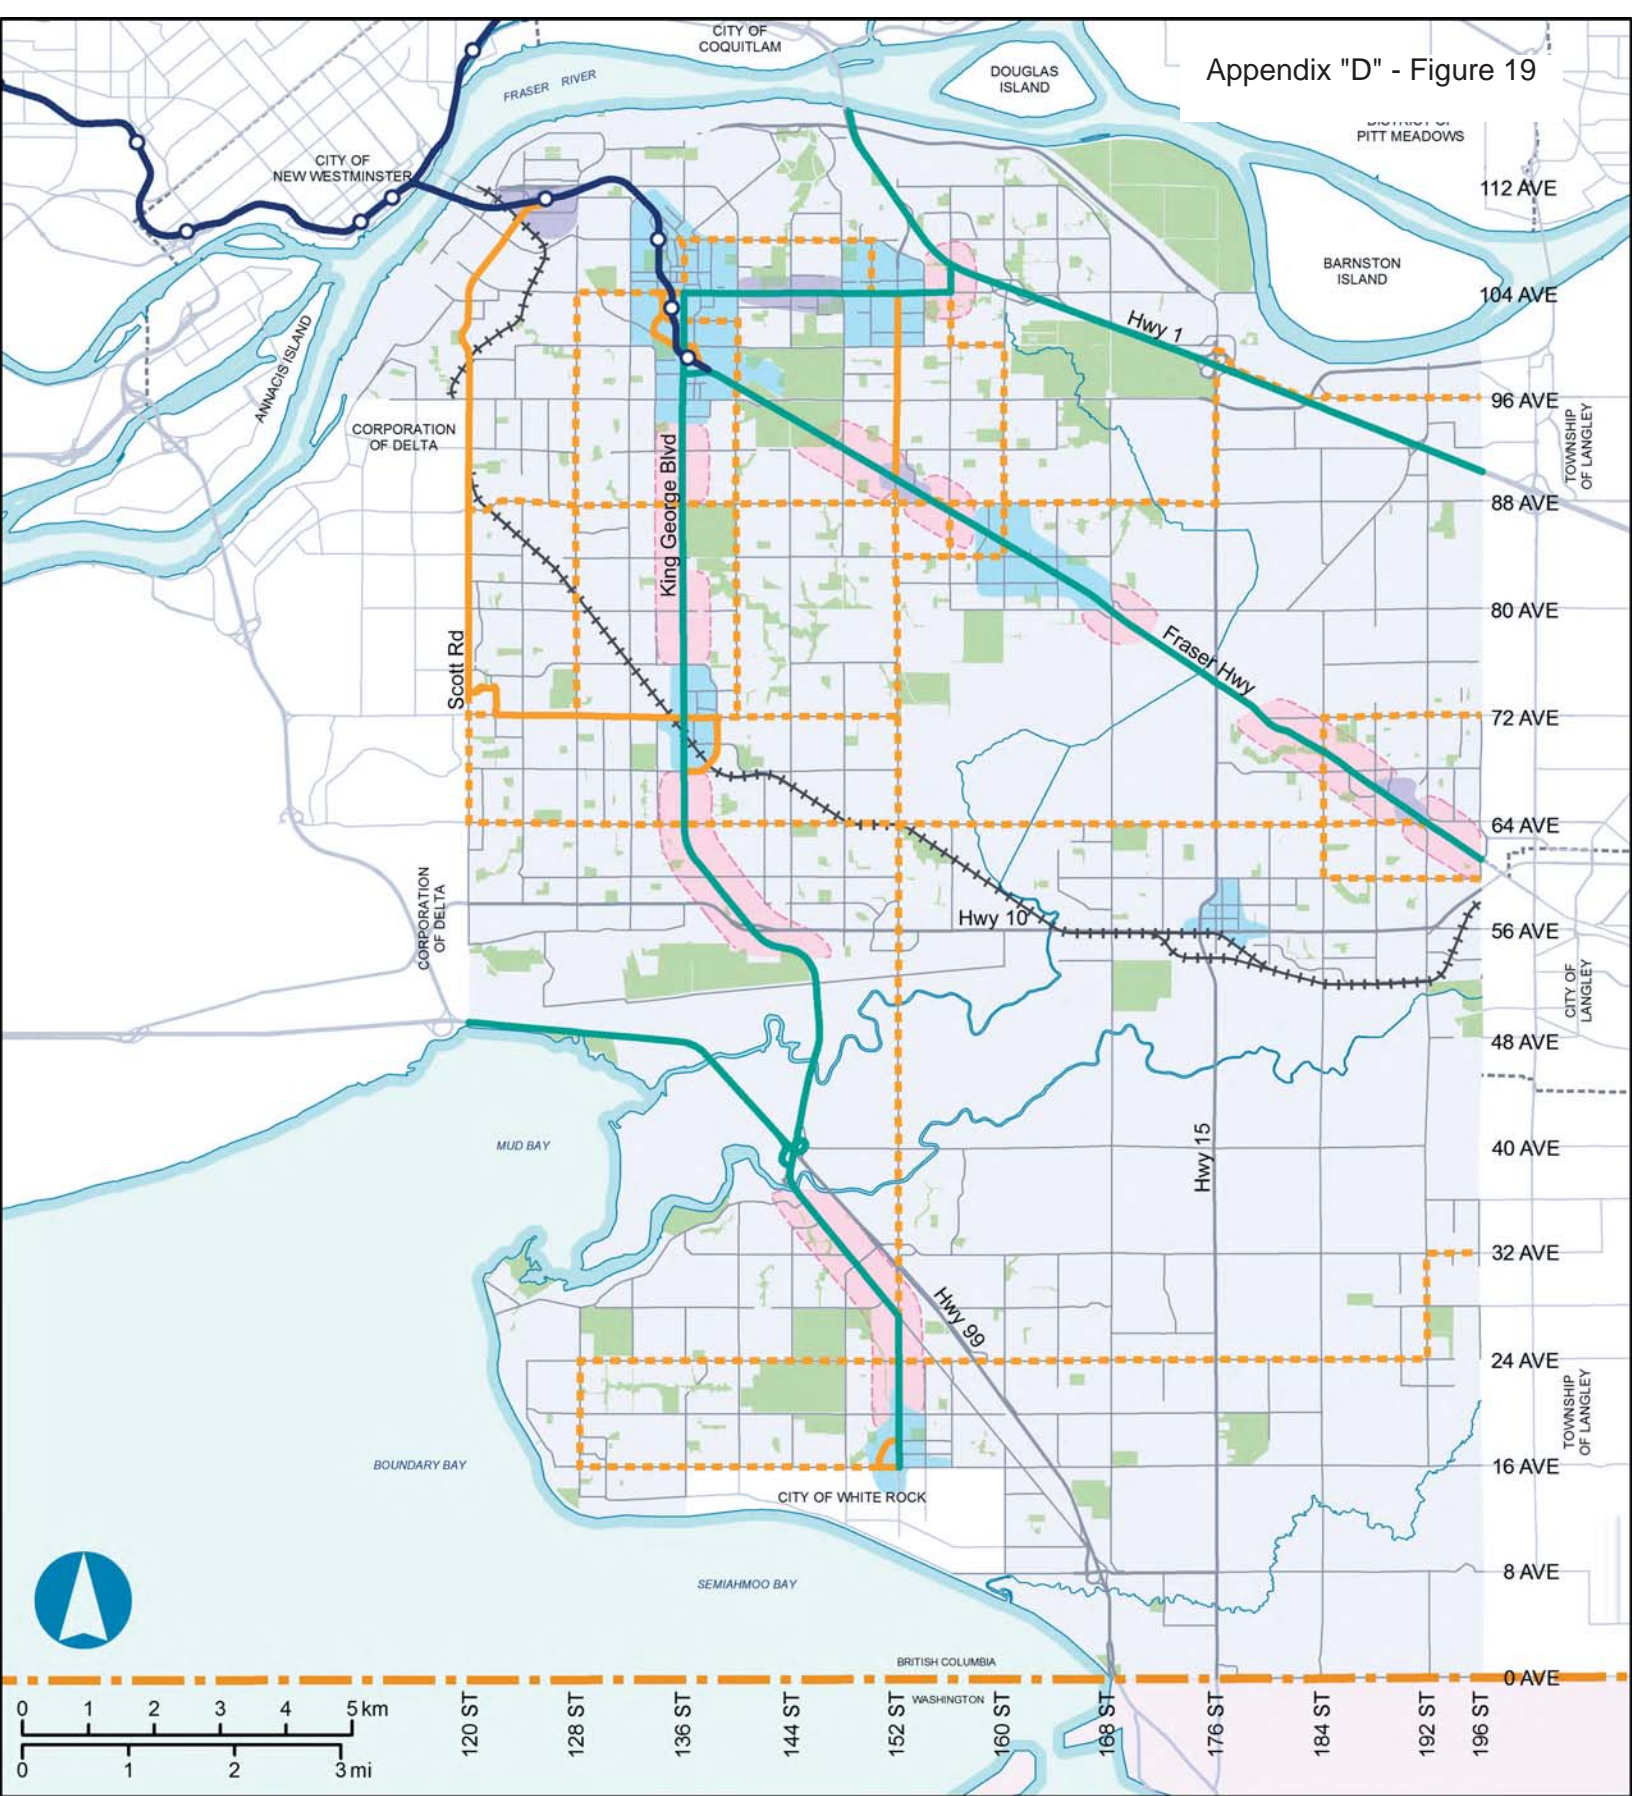 CITY OF
COQUITLAM
Appendix "D" - Figure 19
DOUGLAS
ISLAND
FRASER RIVER
DISTRICT OF
PITT MEADOWS
CITY OF
NEW WESTMINSTER
112 AVE
BARNSTON
ISLAND
104 AVE
Hwy 1
ANNACIS ISLAND
96 AVE
CORPORATION
OF DELTA
TOWNSHIP
OF LANGLEY
King George Blvd
88 AVE
80 AVE
Fraser Hwy
Scott Rd
72 AVE
64 AVE
CORPORATION
OF DELTA
Hwy 10
56 AVE
CITY OF
LANGLEY
48 AVE
MUD BAY
40 AVE
Hwy 15
32 AVE
Hwy 99
24 AVE
TOWNSHIP
OF LANGLEY
BOUNDARY BAY
16 AVE
CITY OF WHITE ROCK
8 AVE
SEMIAHMOO BAY
BRITISH COLUMBIA
0 AVE
WASHINGTON
0 1 2 3 4 5 km
0 1 2 3 mi
120 ST
128 ST
136 ST
144 ST
152 ST
160 ST
168 ST
176 ST
184 ST
192 ST
196 ST